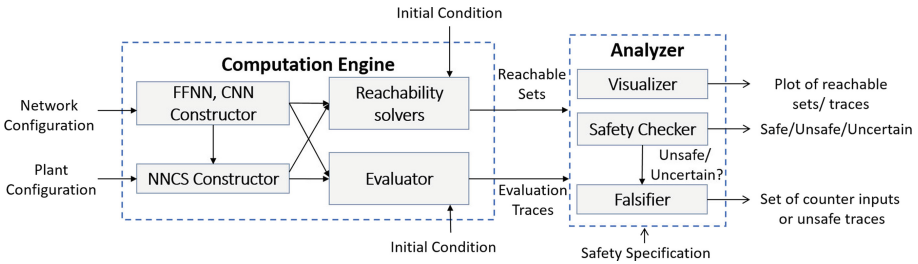 Initial Condition
Computation Engine
Analyzer
Network
Configuration
FFNN, CNN
Constructor
Reachability
solvers
Reachable
Sets
Visualizer
Plot of reachable
sets/ traces
Safety Checker
Safe/Unsafe/Uncertain
Unsafe/
Uncertain?
Plant
Configuration
NNCS Constructor
Evaluator
Evaluation
Traces
Falsifier
Set of counter inputs
or unsafe traces
Initial Condition
Safety Specification